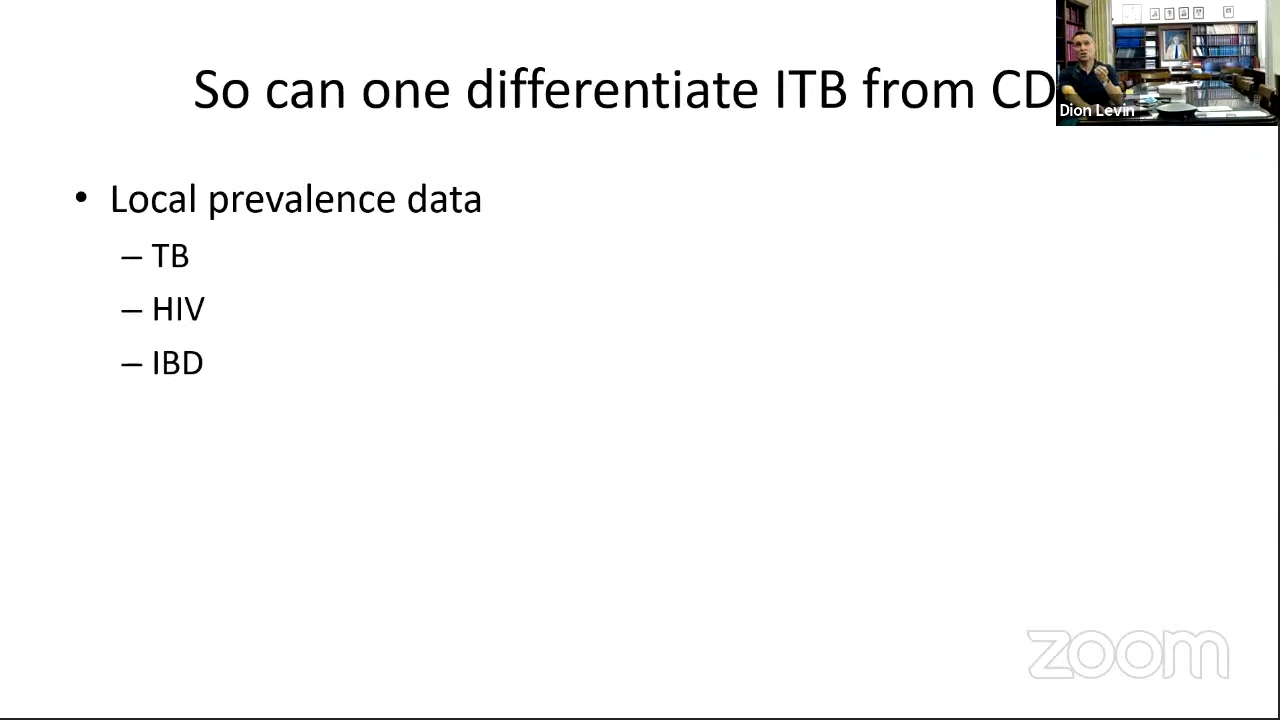 So can one differentiate ITB from CD
Dion Levin
• Local prevalence data
– TB
– HIV
– IBD
zoom